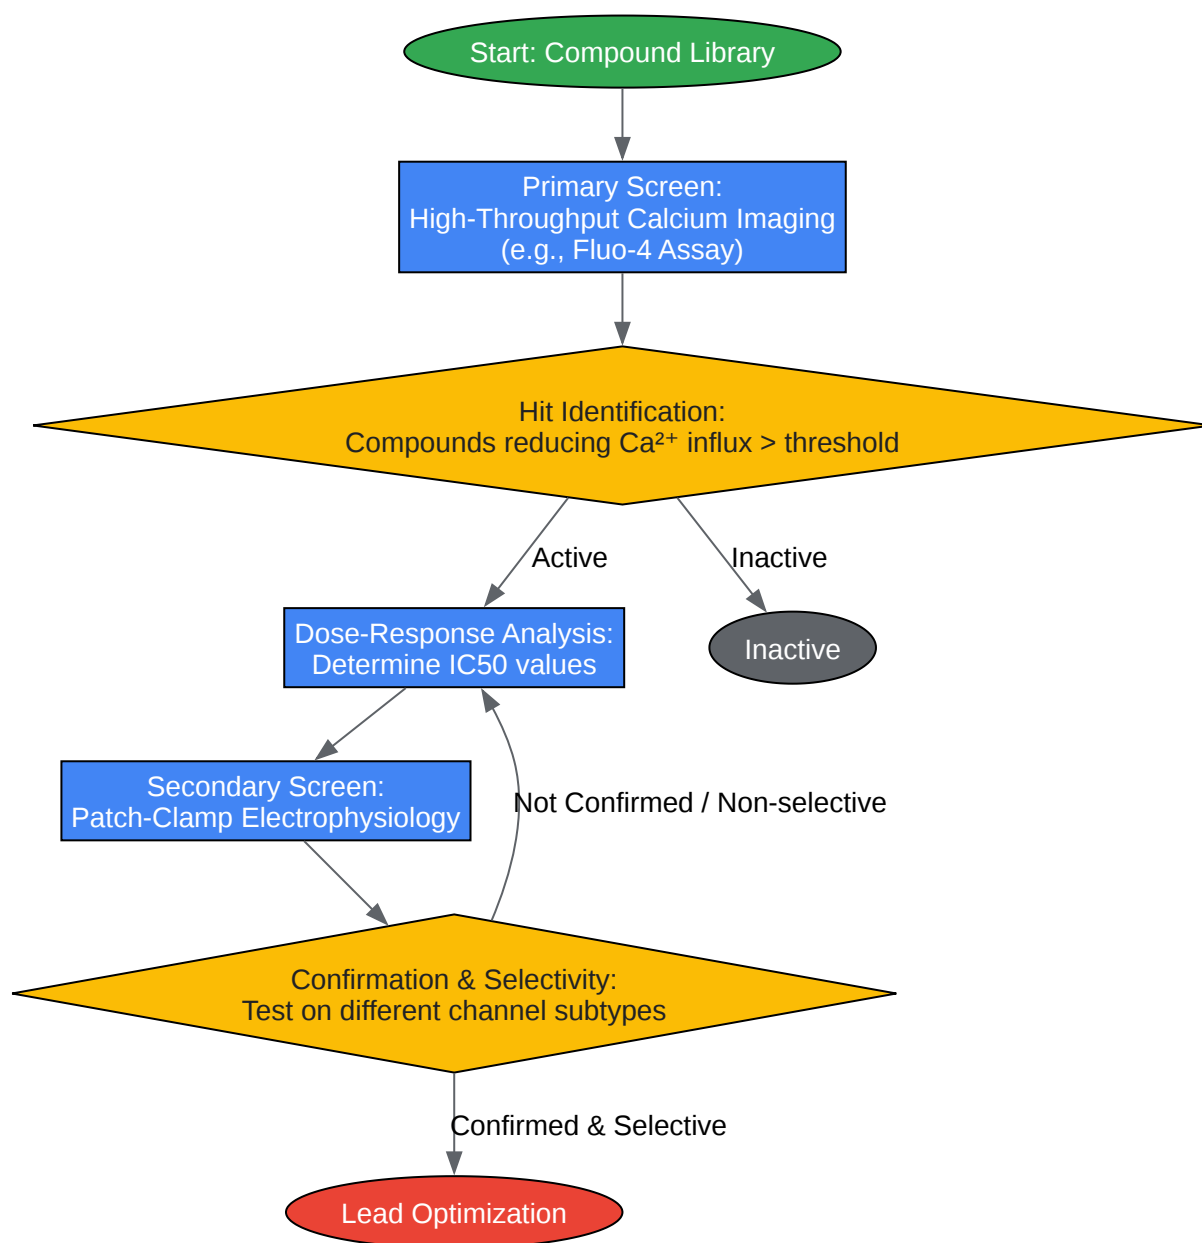 Start: Compound Library
Primary Screen:
High-Throughput Calcium Imaging
(e.g., Fluo-4 Assay)
Hit Identification:
Compounds reducing Ca²⁺ influx > threshold
Active
Inactive
Dose-Response Analysis:
Determine IC50 values
Inactive
Secondary Screen:
Patch-Clamp Electrophysiology
Not Confirmed / Non-selective
Confirmation & Selectivity:
Test on different channel subtypes
Confirmed & Selective
Lead Optimization